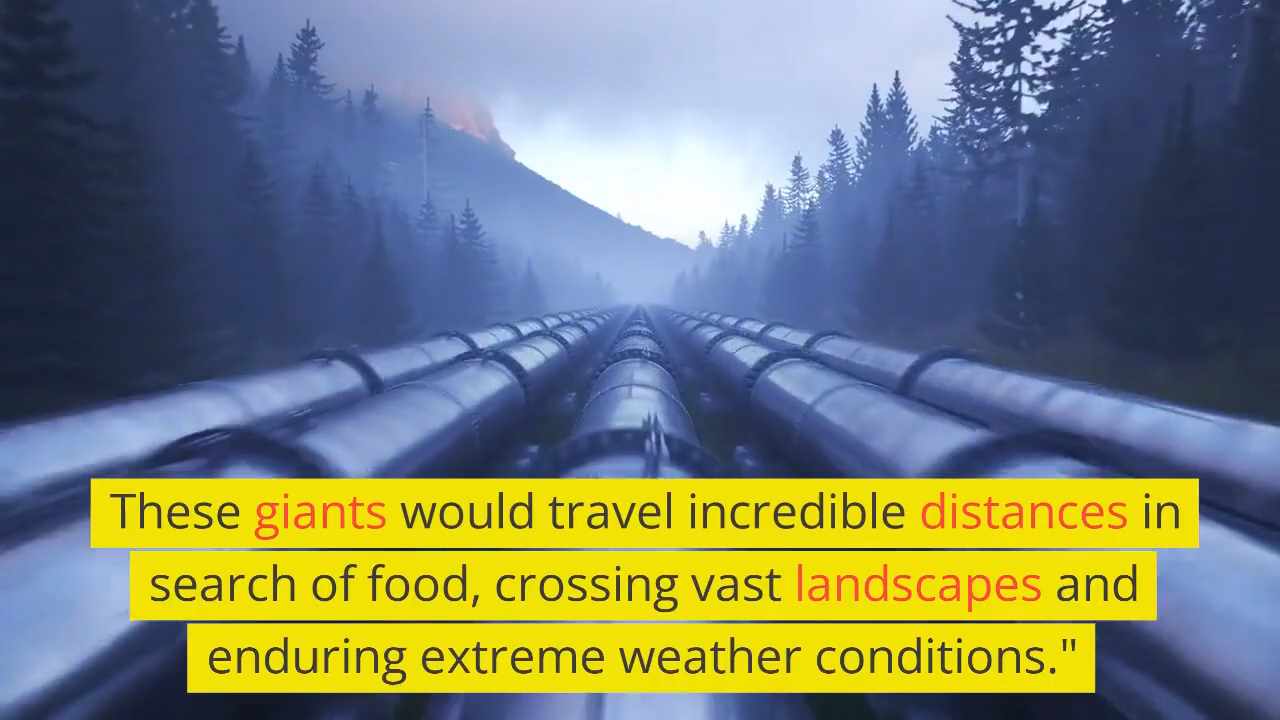 These giants would travel incredible distances in
search of food, crossing vast landscapes and
enduring extreme weather conditions."